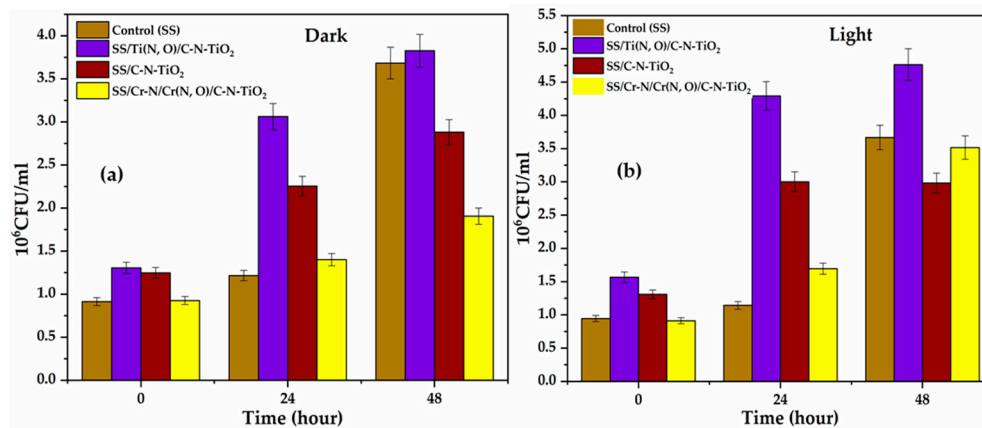 Control (SS)
SS/Ti(N, O)/C-N-TiO₂
SS/C-N-TiO₂
SS/Cr-N/Cr(N, O)/C-N-TiO₂
Dark
(a)
4.0
3.5
3.0
2.5
2.0
1.5
1.0
0.5
0.0
10⁶CFU/ml
0
24
48
Time (hour)
Control (SS)
SS/Ti(N, O)/C-N-TiO₂
SS/C-N-TiO₂
SS/Cr-N/Cr(N, O)/C-N-TiO₂
Light
(b)
5.5
5.0
4.5
4.0
3.5
3.0
2.5
2.0
1.5
1.0
0.5
0.0
10⁶CFU/ml
0
24
48
Time (hour)